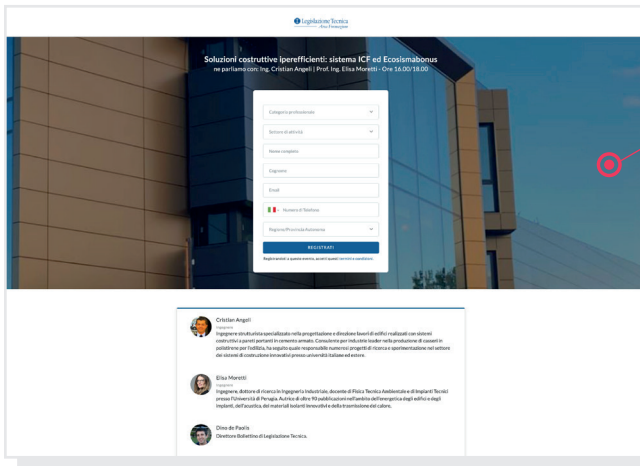 Legislazione Tecnica
Area Formazione
Soluzioni costruttive iperefficienti: sistema ICF ed Ecosismabonus
ne parliamo con: Ing. Cristian Angeli | Prof. Ing. Elisa Moretti - Ore 16.00/18.00
Categoria professionale
Settore di attività
Nome completo
Cognome
Email
Numero di Telefono
Regione/Provincia Autonoma
REGISTRATI
Registrandoti a questo evento, accetti questi termini e condizioni
Cristian Angeli
Ingegnere
Ingegnere strutturista specializzato nella progettazione e direzione lavori di edifici realizzati con sistemi
costruttivi a pareti portanti in cemento armato. Consulente per industrie leader nella produzione di casseri in
polistirene per l'edilizia, ha seguito quale responsabile numerosi progetti di ricerca e sperimentazione nel settore
dei sistemi di costruzione innovativi presso università italiane ed estere.
Elisa Moretti
Ingegnere
Ingegnere, dottore di ricerca in Ingegneria Industriale, docente di Fisica Tecnica Ambientale e di Impianti Tecnici
presso l'Università di Perugia. Autrice di oltre 90 pubblicazioni nell'ambito dell'energetica degli edifici e degli
impianti, dell'acustica, dei materiali isolanti innovativi e della trasmissione del calore.
Dino de Paolis
Direttore Bollettino di Legislazione Tecnica.